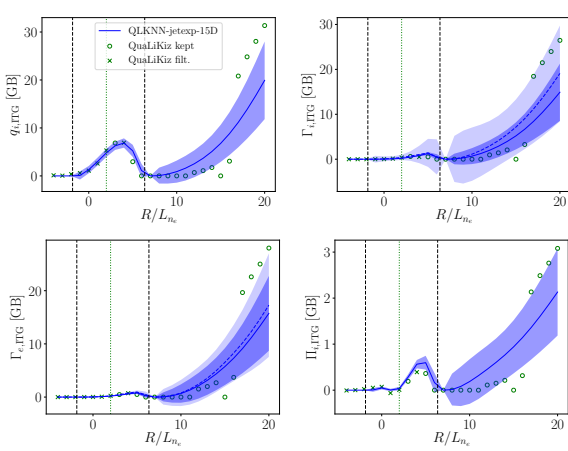 30
20
10
0
q_{i,ITG} [GB]
QLKNN-jetexp-15D
QuaLiKiz kept
QuaLiKiz filt.
0
10
20
R/L_{n_e}
30
20
10
0
Γ_{i,ITG} [GB]
0
10
20
R/L_{n_e}
20
10
0
Γ_{e,ITG} [GB]
0
10
20
R/L_{n_e}
3
2
1
0
Π_{i,ITG} [GB]
0
10
20
R/L_{n_e}